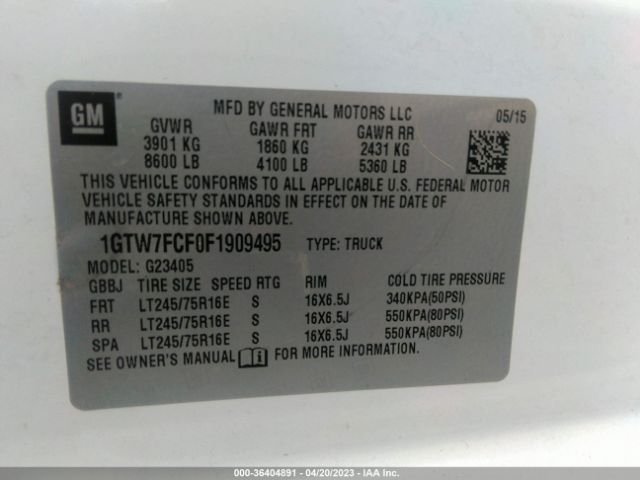 GM
MFD BY GENERAL MOTORS LLC 05/15
GVWR GAWR FRT GAWR RR
3901 KG 1860 KG 2431 KG
8600 LB 4100 LB 5360 LB
THIS VEHICLE CONFORMS TO ALL APPLICABLE U.S. FEDERAL MOTOR
VEHICLE SAFETY STANDARDS IN EFFECT ON THE DATE OF
MANUFACTURE SHOWN ABOVE.
1GTW7FCF0F1909495 TYPE: TRUCK
MODEL: G23405
GBBJ TIRE SIZE SPEED RTG RIM COLD TIRE PRESSURE
FRT LT245/75R16E S 16X6.5J 340KPA(50PSI)
RR LT245/75R16E S 16X6.5J 550KPA(80PSI)
SPA LT245/75R16E S 16X6.5J 550KPA(80PSI)
SEE OWNER'S MANUAL FOR MORE INFORMATION.
000-36404891 - 04/20/2023 - IAA Inc.